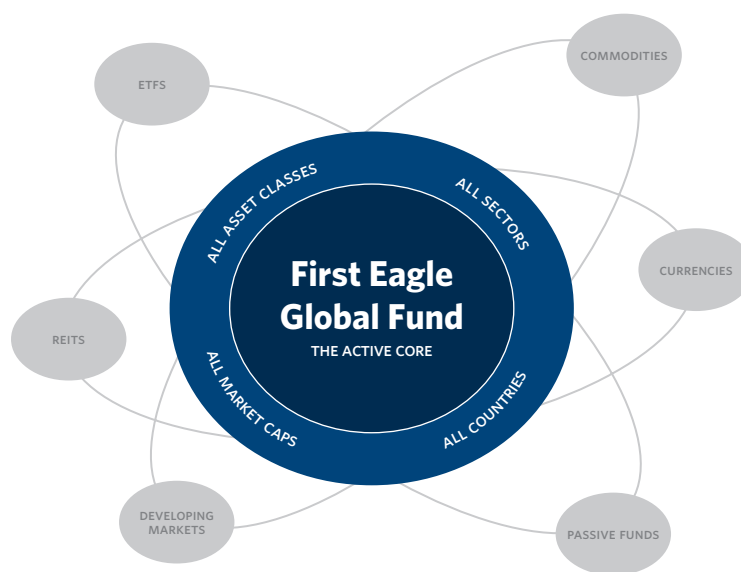 COMMODITIES
ETFS
ALL ASSET CLASSES
ALL SECTORS
First Eagle
Global Fund
THE ACTIVE CORE
CURRENCIES
REITS
ALL MARKET CAPS
ALL COUNTRIES
DEVELOPING
MARKETS
PASSIVE FUNDS